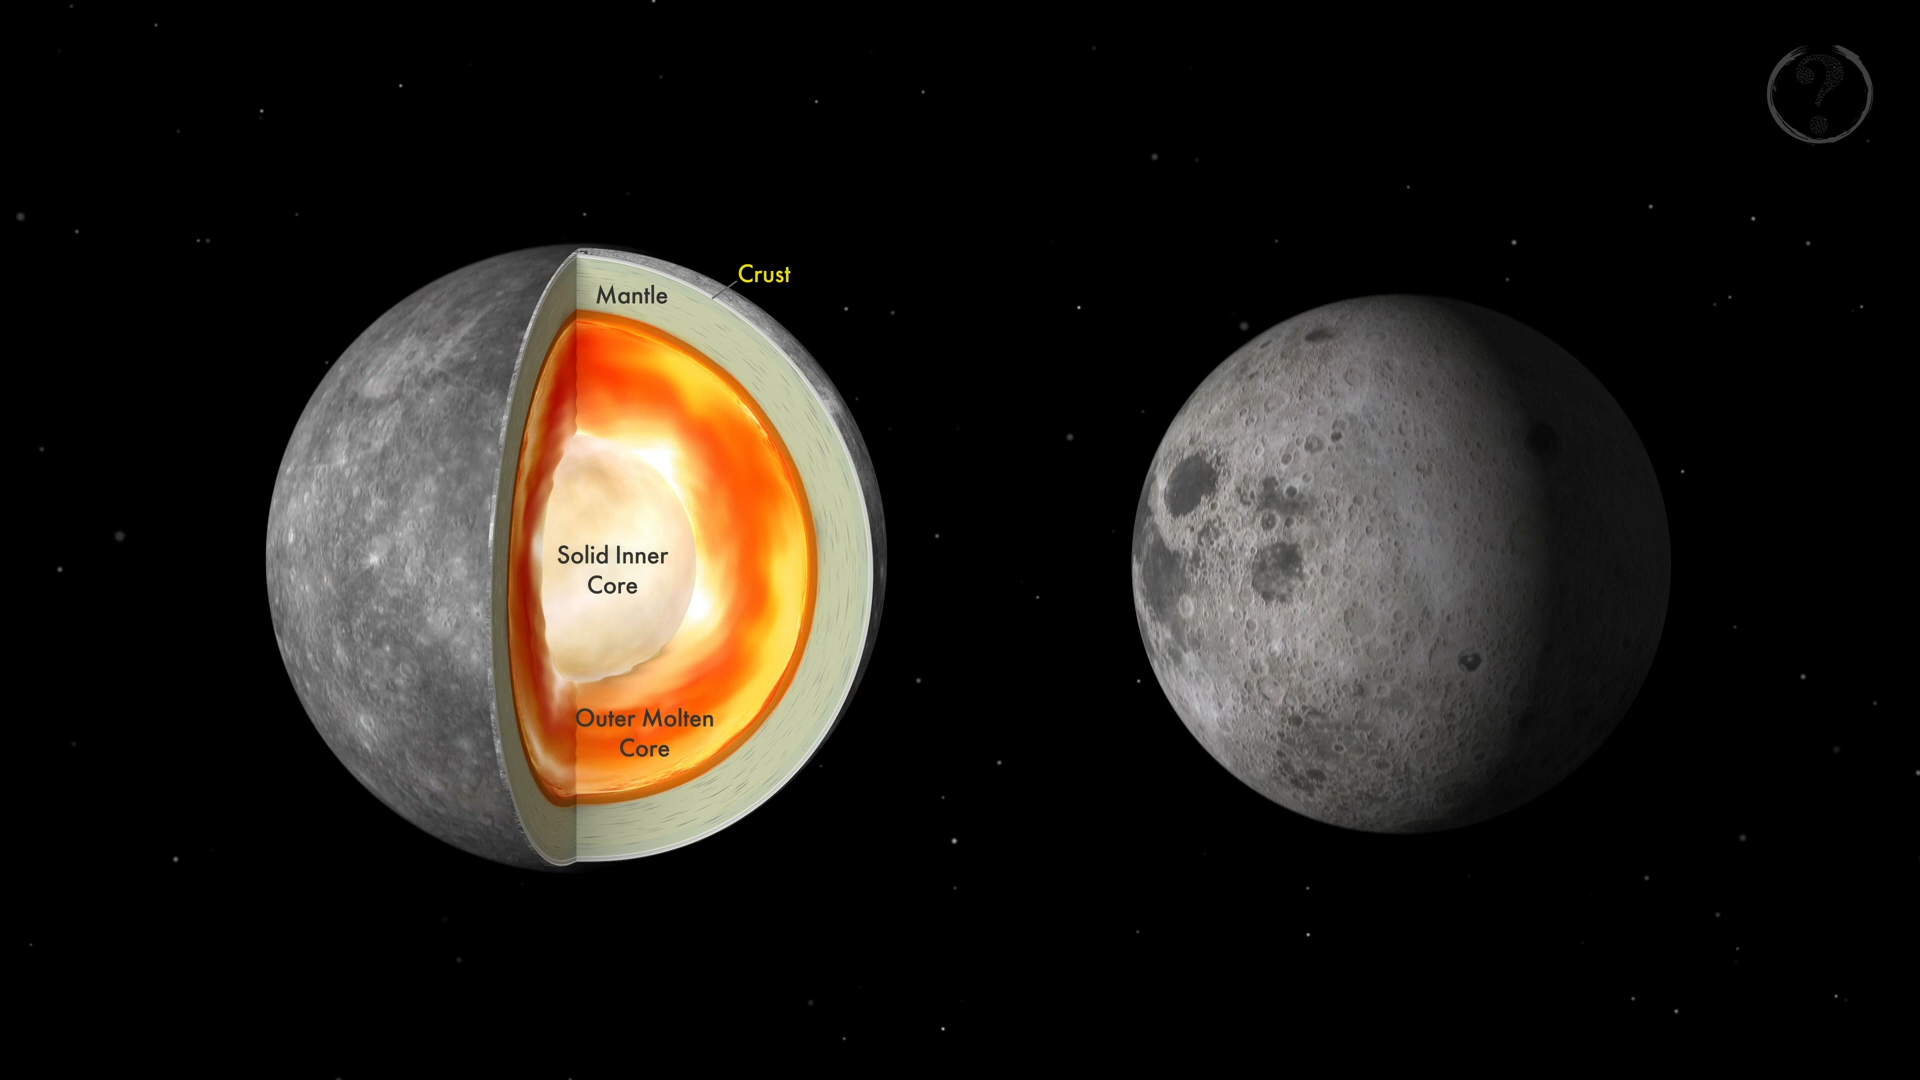 Crust
Mantle
Solid Inner
Core
Outer Molten
Core
?